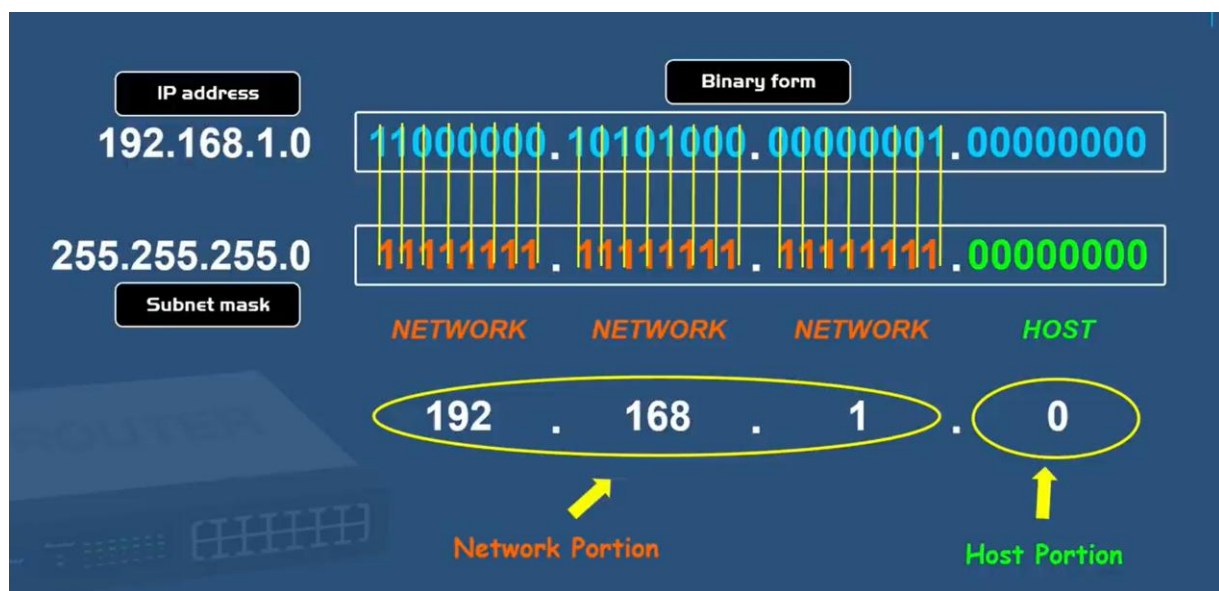 IP address
Binary form
192.168.1.0
11000000.10101000.00000001.00000000
255.255.255.0
11111111.11111111.11111111.00000000
Subnet mask
NETWORK NETWORK NETWORK HOST
192 . 168 . 1 . 0
ROUTER
Network Portion
Host Portion